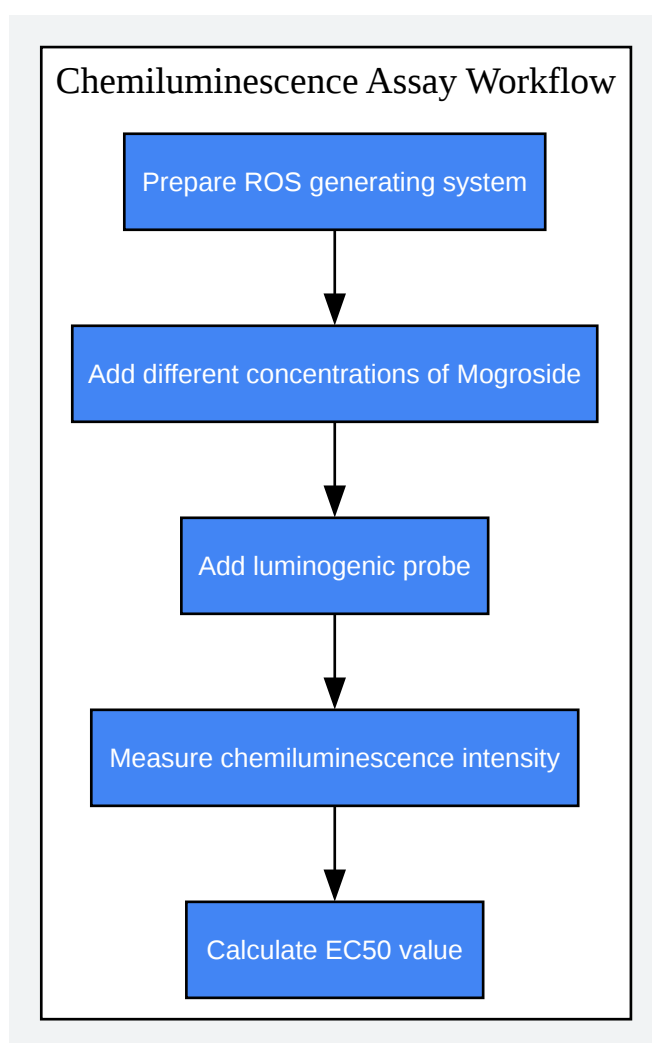 Chemiluminescence Assay Workflow
Prepare ROS generating system
Add different concentrations of Mogroside
Add luminogenic probe
Measure chemiluminescence intensity
Calculate EC50 value